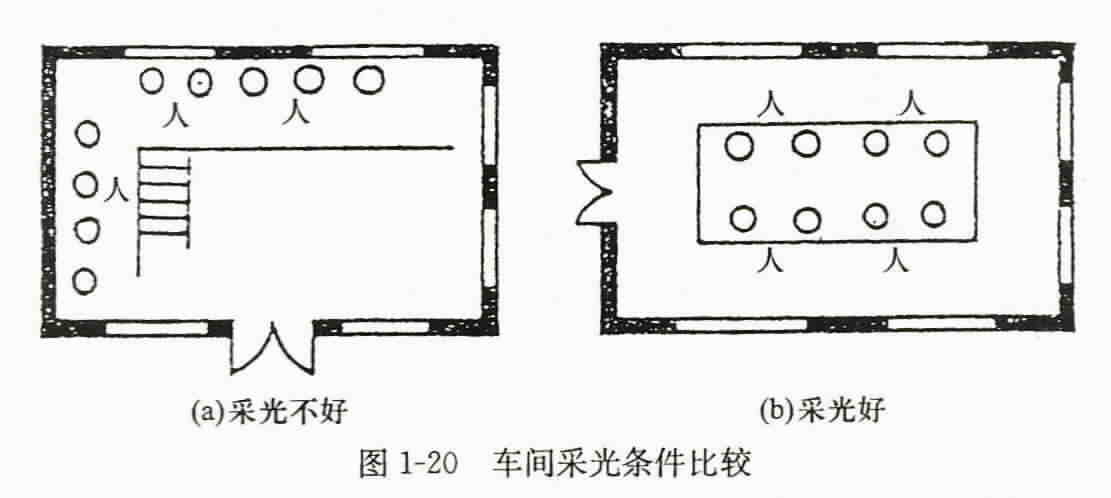 人 人
人
人 人
人 人
(a)采光不好
(b)采光好
图 1-20 车间采光条件比较